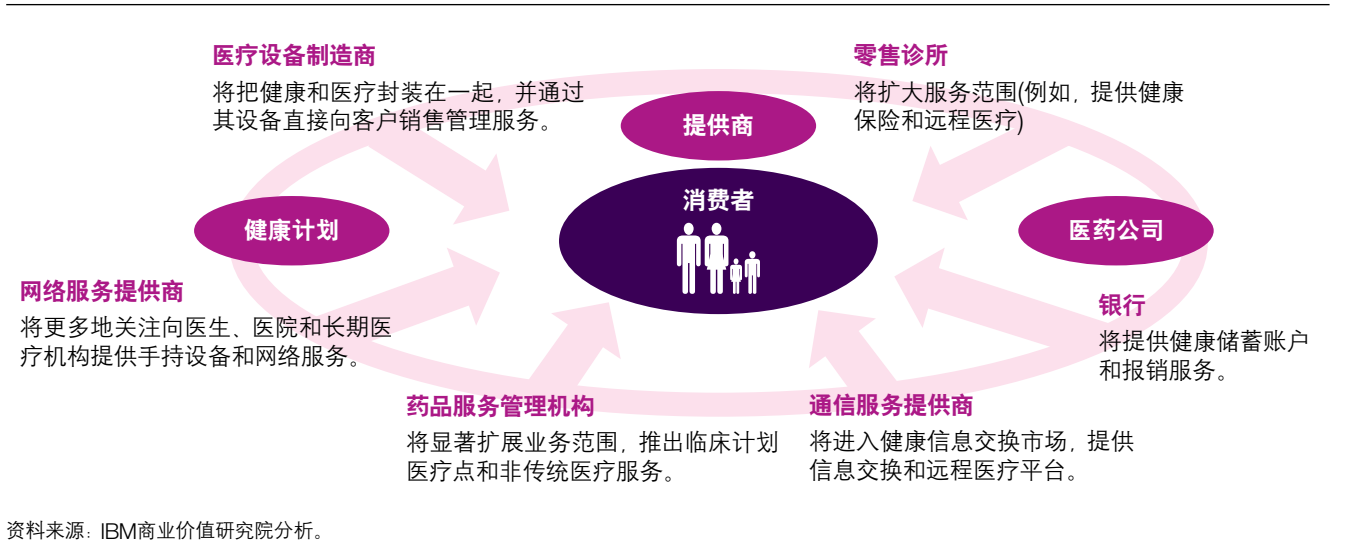 医疗设备制造商
将把健康和医疗封装在一起，并通过
其设备直接向客户销售管理服务。
零售诊所
将扩大服务范围(例如，提供健康
保险和远程医疗)
提供商
消费者
健康计划
医药公司
网络服务提供商
将更多地关注向医生、医院和长期医
疗机构提供手持设备和网络服务。
银行
将提供健康储蓄账户
和报销服务。
药品服务管理机构
将显著扩展业务范围，推出临床计划
医疗点和非传统医疗服务。
通信服务提供商
将进入健康信息交换市场，提供
信息交换和远程医疗平台。
资料来源：IBM商业价值研究院分析。